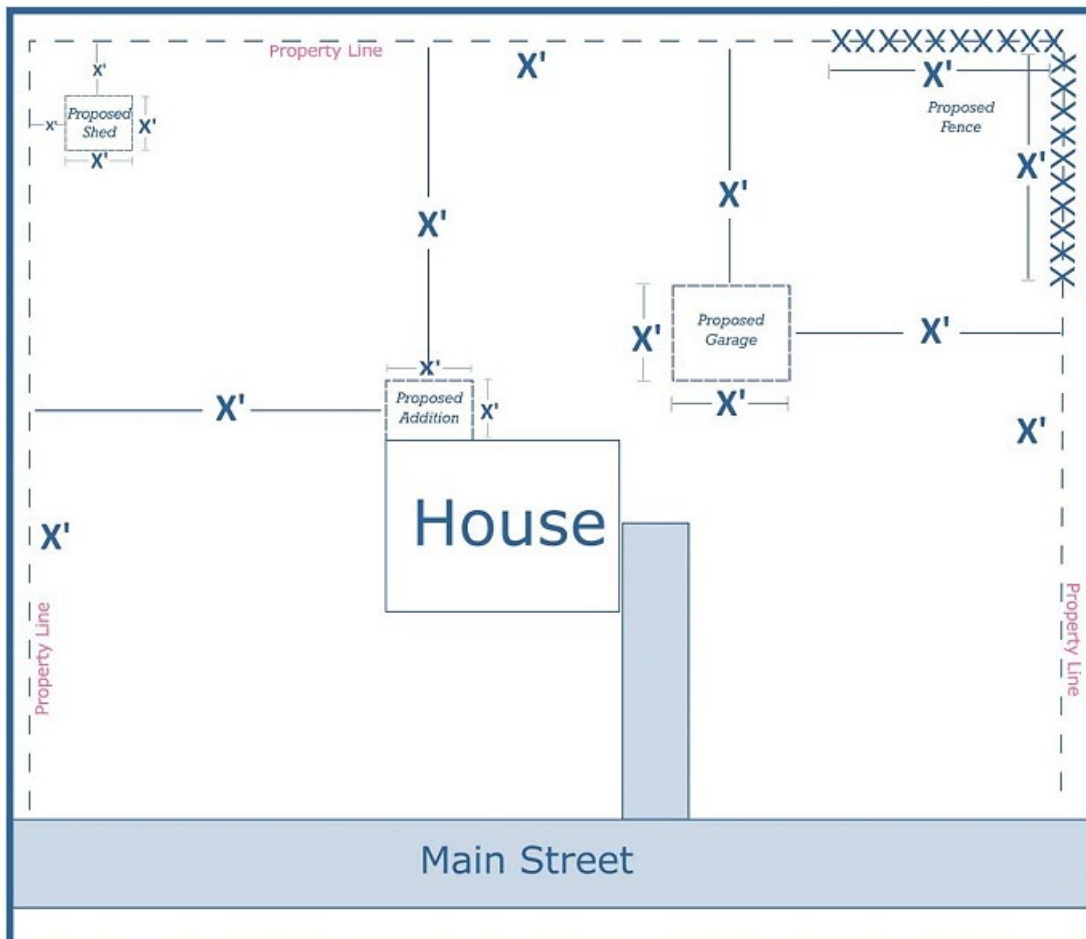 Property Line
X'
X'
X'
Proposed
Fence
X'
Proposed
Shed
X'
X'
X'
X'
X'
X'
Proposed
Garage
X'
X'
X'
X'
Proposed
Addition
X'
X'
X'
House
X'
Property Line
Property Line
Main Street